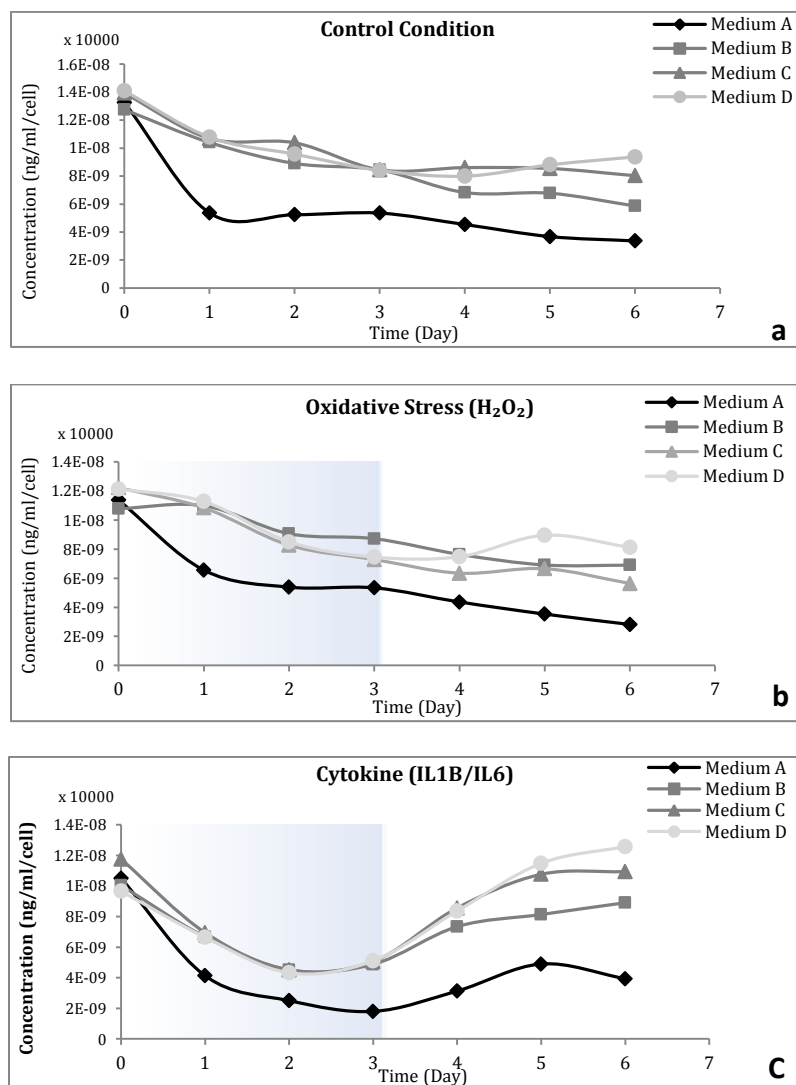 Control Condition
x 10000
Medium A
Medium B
Medium C
Medium D
Concentration (ng/ml/cell)
1.6E-08
1.4E-08
1.2E-08
1E-08
8E-09
6E-09
4E-09
2E-09
0
0 1 2 3 4 5 6 7
Time (Day)
a
Oxidative Stress (H₂O₂)
x 10000
Medium A
Medium B
Medium C
Medium D
Concentration (ng/ml/cell)
1.4E-08
1.2E-08
1E-08
8E-09
6E-09
4E-09
2E-09
0
0 1 2 3 4 5 6 7
Time (Day)
b
Cytokine (IL1B/IL6)
x 10000
Medium A
Medium B
Medium C
Medium D
Concentration (ng/ml/cell)
1.4E-08
1.2E-08
1E-08
8E-09
6E-09
4E-09
2E-09
0
0 1 2 3 4 5 6 7
Time (Day)
C